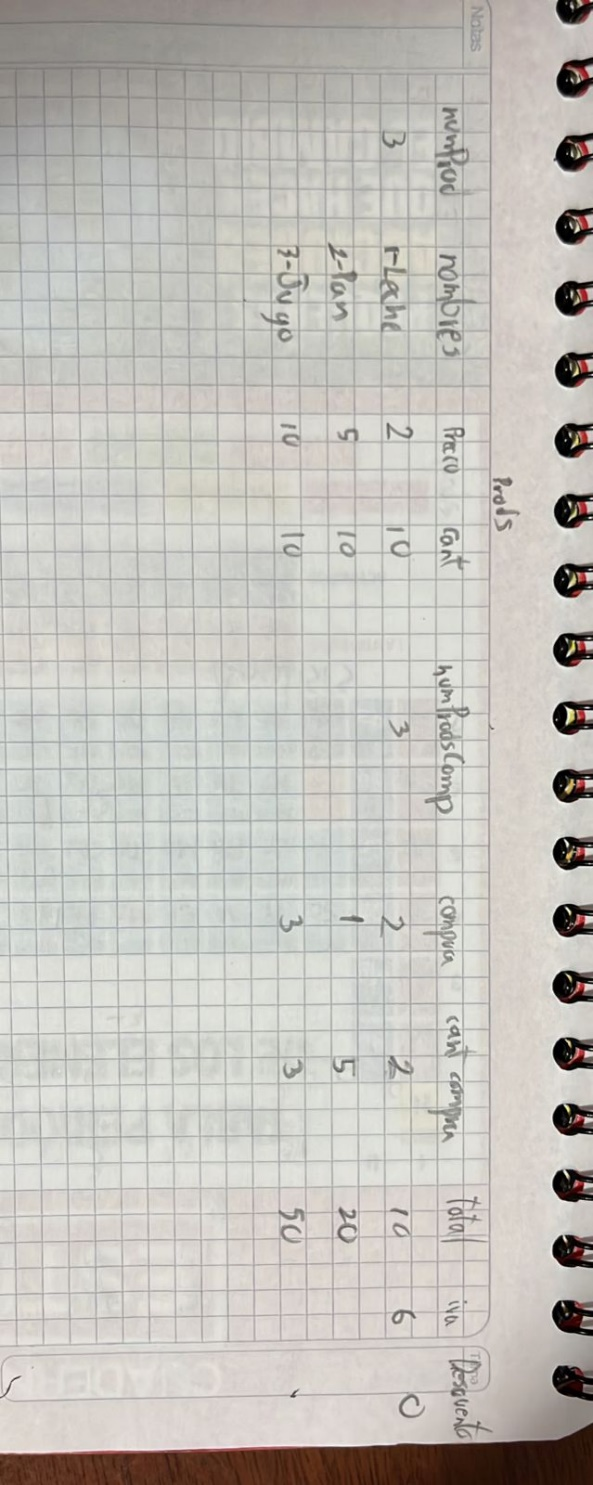 Notas
Prods
numProd nombres Precio Cant numProdsComp compra cant compra total iva Descuento
3 1-Leche 2 10 3 2 2 10 6 0
2-Pan 5 10 1 5 20
3-Jugo 10 10 3 3 50